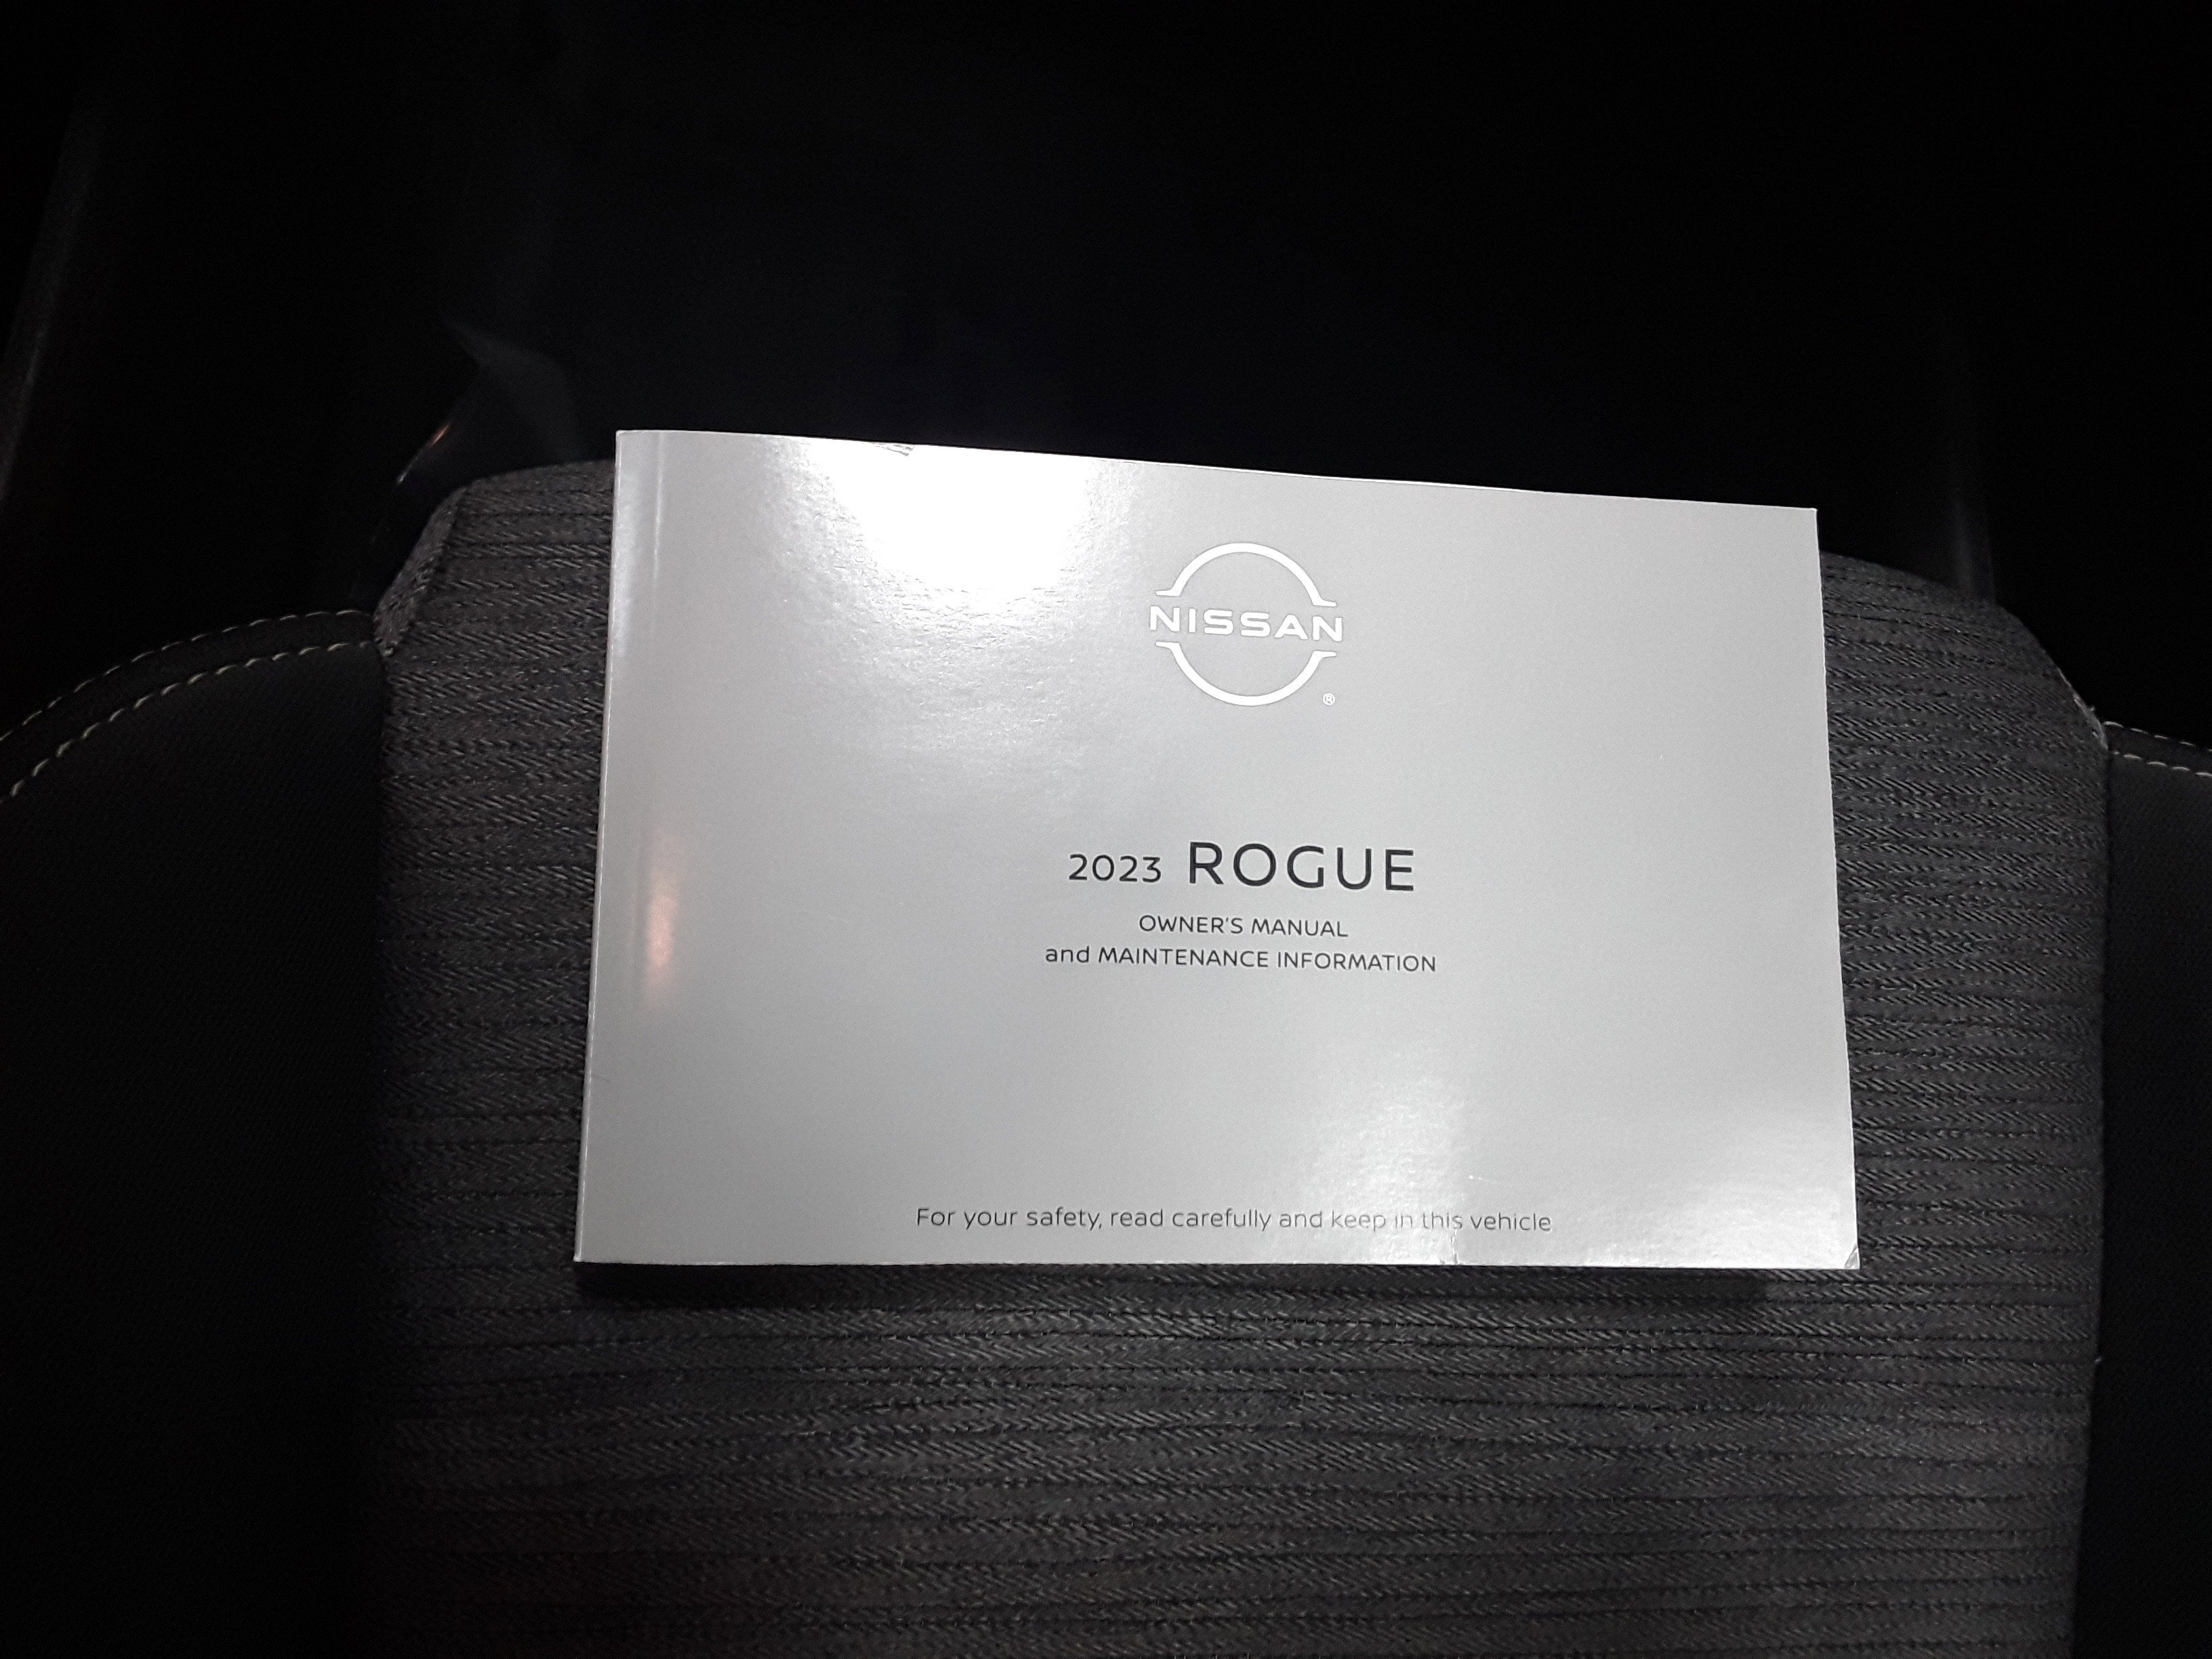 NISSAN
®
2023 ROGUE
OWNER'S MANUAL
and MAINTENANCE INFORMATION
For your safety, read carefully and keep in this vehicle